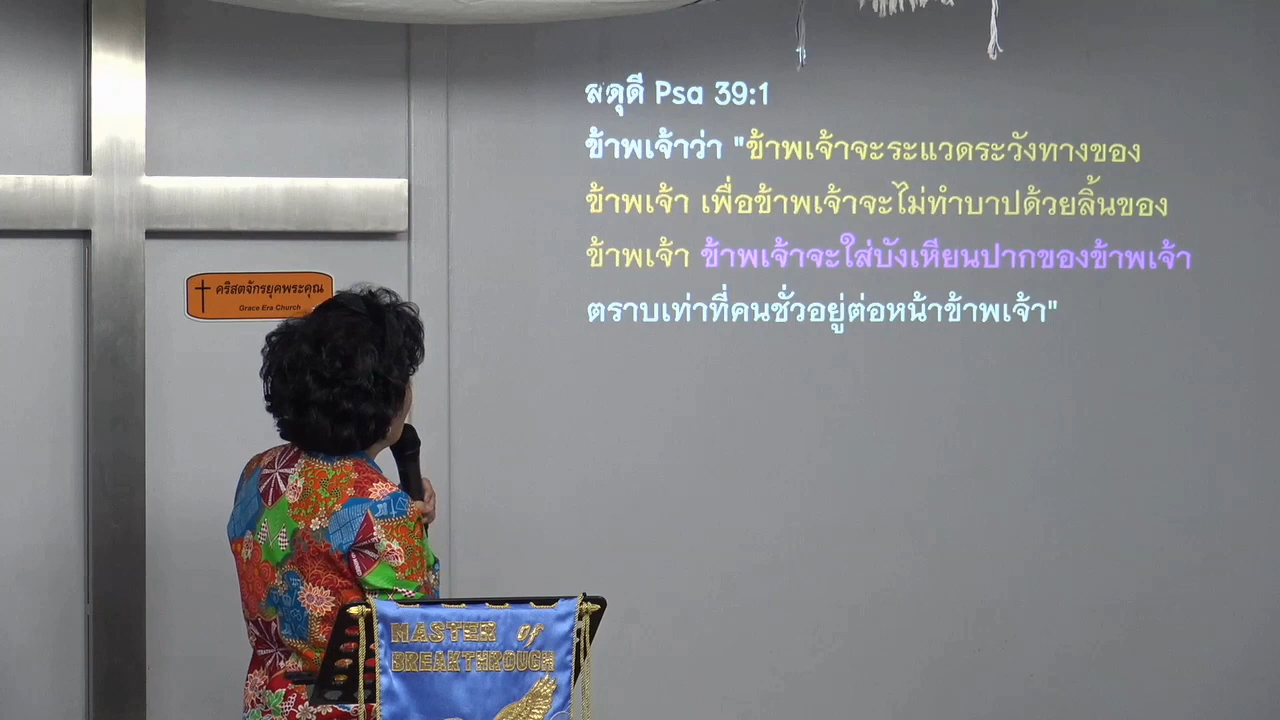 สดุดี Psa 39:1
ข้าพเจ้าว่า "ข้าพเจ้าจะระแวดระวังทางของ
ข้าพเจ้า เพื่อข้าพเจ้าจะไม่ทำบาปด้วยลิ้นของ
ข้าพเจ้า ข้าพเจ้าจะใส่บังเหียนปากของข้าพเจ้า
ตราบเท่าที่คนชั่วอยู่ต่อหน้าข้าพเจ้า"
คริสตจักรยุคพระคุณ
Grace Era Church
MASTER of
BREAKTHROUGH